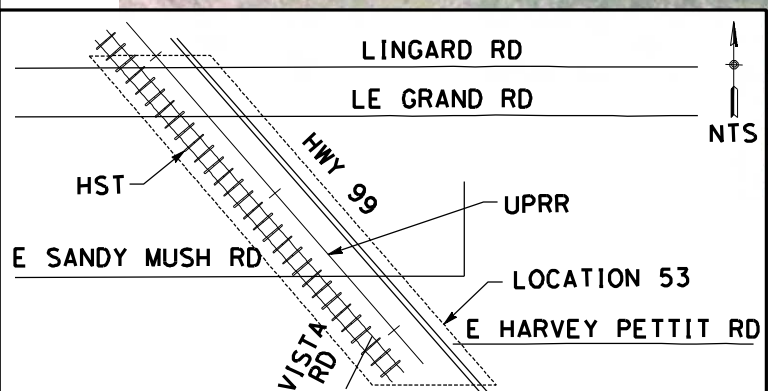 LINGARD RD
LE GRAND RD
NTS
HWY 99
HST
UPRR
E SANDY MUSH RD
LOCATION 53
E HARVEY PETTIT RD
VISTA
RD